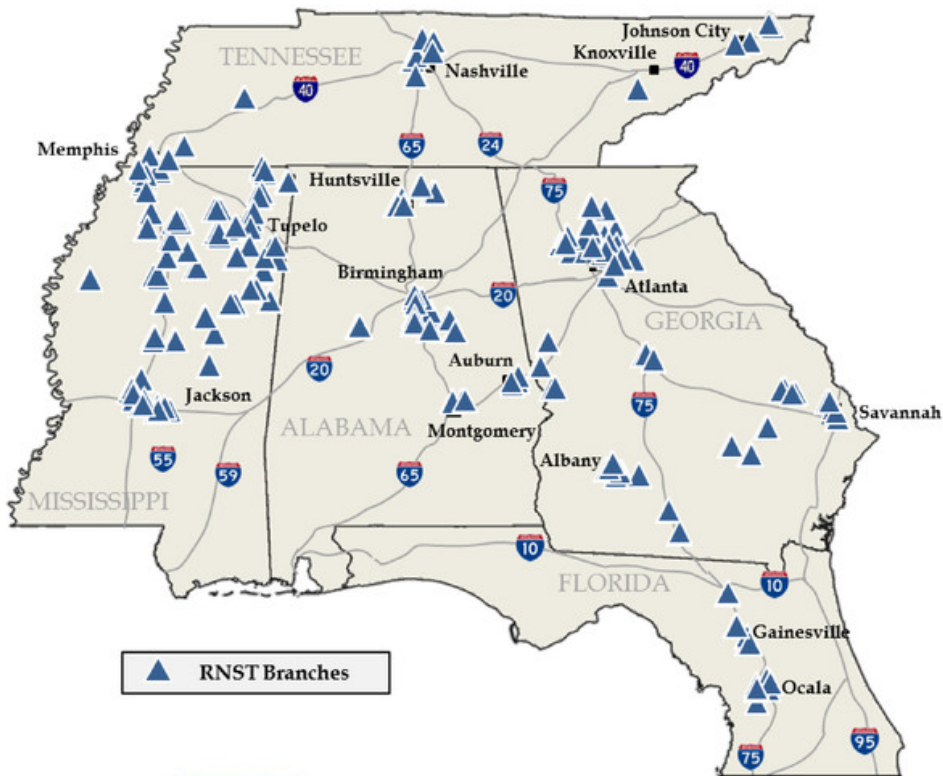 Johnson City
TENNESSEE
Knoxville
40
Nashville
40
65
24
Memphis
Huntsville
75
Tupelo
Birmingham
20
Atlanta
GEORGIA
Auburn
20
Jackson
75
Savannah
ALABAMA
Montgomery
55
59
65
Albany
MISSISSIPPI
10
FLORIDA
10
Gainesville
RNST Branches
Ocala
75
95